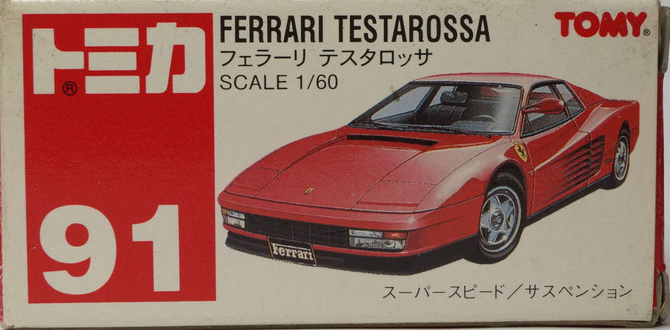 トミカ®
FERRARI TESTAROSSA
フェラーリ テスタロッサ
SCALE 1/60
TOMY®
91
Ferrari
スーパースピード/サスペンション